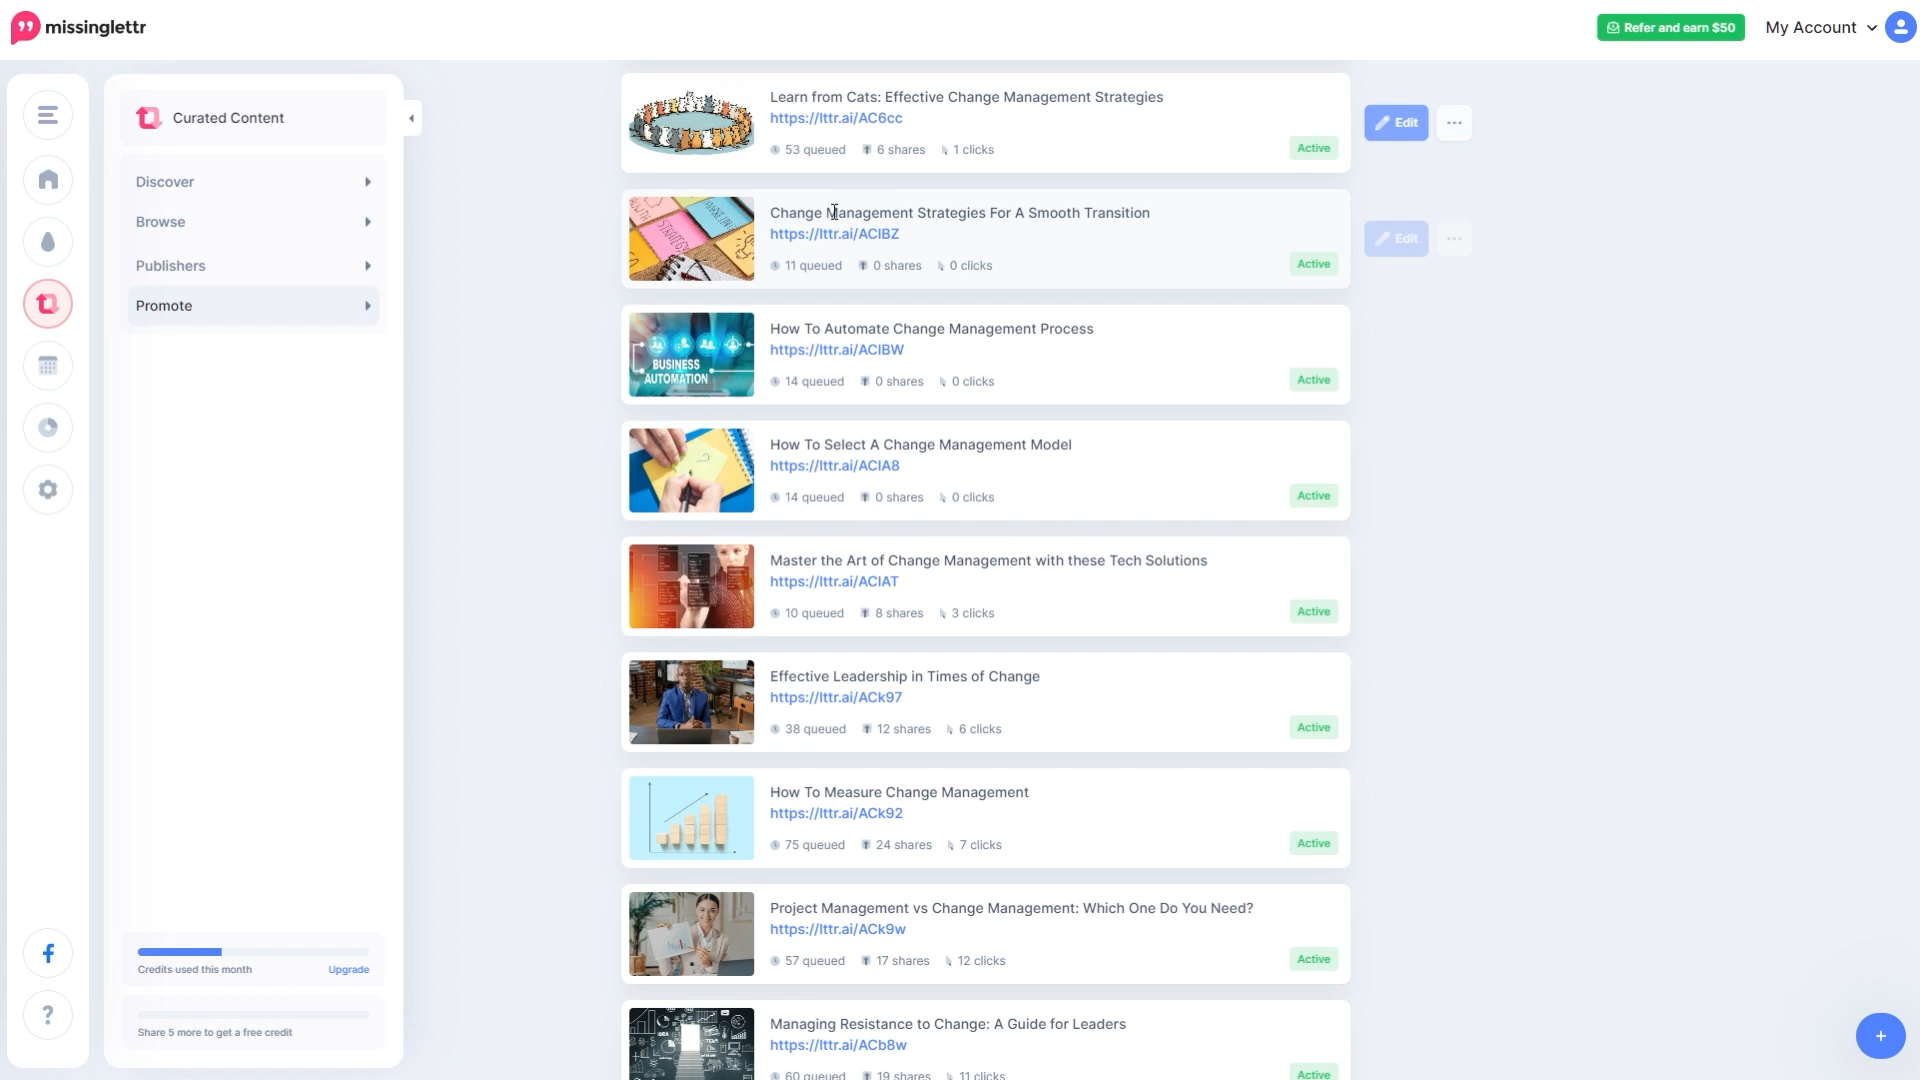 missinglettr
Refer and earn $50
My Account
Curated Content
Discover
Browse
Publishers
Promote
Credits used this month
Upgrade
Share 5 more to get a free credit
Learn from Cats: Effective Change Management Strategies
https://lttr.ai/AC6cc
53 queued 6 shares 1 clicks
Active
Edit
Change Management Strategies For A Smooth Transition
https://lttr.ai/ACIBZ
11 queued 0 shares 0 clicks
Active
Edit
STRATEGY
How To Automate Change Management Process
https://lttr.ai/ACIBW
14 queued 0 shares 0 clicks
Active
BUSINESS
AUTOMATION
How To Select A Change Management Model
https://lttr.ai/ACIA8
14 queued 0 shares 0 clicks
Active
Master the Art of Change Management with these Tech Solutions
https://lttr.ai/ACIAT
10 queued 8 shares 3 clicks
Active
Effective Leadership in Times of Change
https://lttr.ai/ACk97
38 queued 12 shares 6 clicks
Active
How To Measure Change Management
https://lttr.ai/ACk92
75 queued 24 shares 7 clicks
Active
Project Management vs Change Management: Which One Do You Need?
https://lttr.ai/ACk9w
57 queued 17 shares 12 clicks
Active
Managing Resistance to Change: A Guide for Leaders
https://lttr.ai/ACb8w
60 queued 19 shares 11 clicks
Active